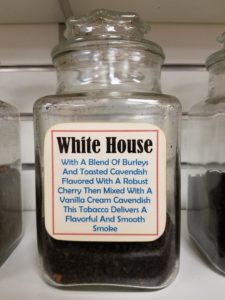 White House
With A Blend Of Burleys
And Toasted Cavendish
Flavored With A Robust
Cherry Then Mixed With A
Vanilla Cream Cavendish
This Tobacco Delivers A
Flavorful And Smooth
Smoke